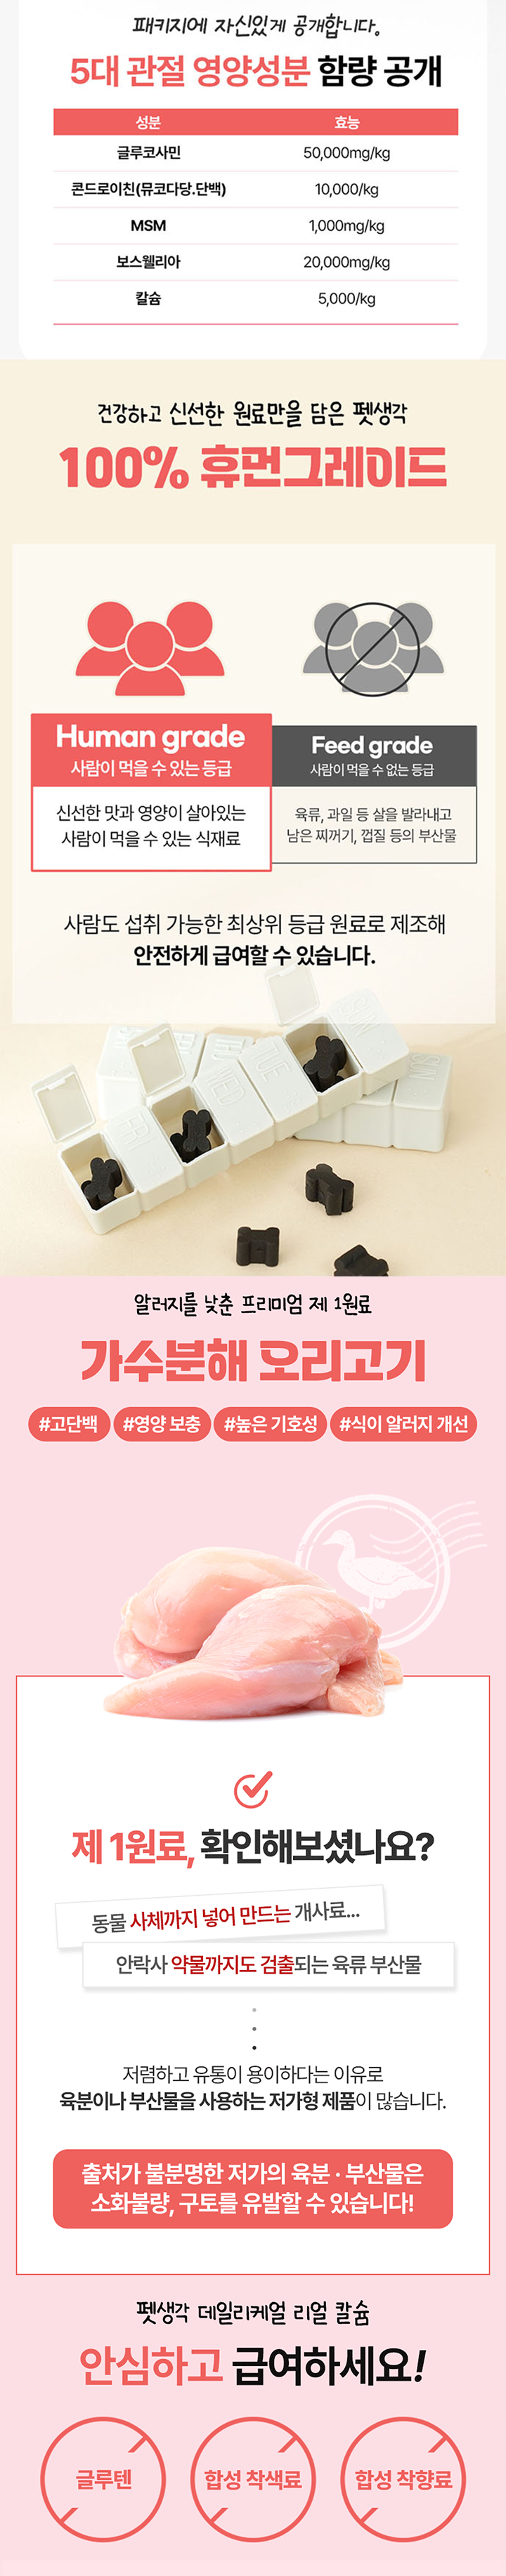 패키지에 자신있게 공개합니다.
5대 관절 영양성분 함량 공개
성분 효능
글루코사민 50,000mg/kg
콘드로이친(뮤코다당.단백) 10,000/kg
MSM 1,000mg/kg
보스웰리아 20,000mg/kg
칼슘 5,000/kg
건강하고 신선한 원료만을 담은 펫생각
100% 휴먼그레이드
Human grade
사람이 먹을 수 있는 등급
신선한 맛과 영양이 살아있는
사람이 먹을 수 있는 식재료
Feed grade
사람이 먹을 수 없는 등급
육류, 과일 등 살을 발라내고
남은 찌꺼기, 껍질 등의 부산물
사람도 섭취 가능한 최상위 등급 원료로 제조해
안전하게 급여할 수 있습니다.
SUN
SUN
TUE
WED
FRI
알러지를 낮춘 프리미엄 제 1원료
가수분해 오리고기
#고단백 #영양 보충 #높은 기호성 #식이 알러지 개선
제 1원료, 확인해보셨나요?
동물 사체까지 넣어 만드는 개사료...
안락사 약물까지도 검출되는 육류 부산물
저렴하고 유통이 용이하다는 이유로
육분이나 부산물을 사용하는 저가형 제품이 많습니다.
출처가 불분명한 저가의 육분 · 부산물은
소화불량, 구토를 유발할 수 있습니다!
펫생각 데일리케얼 리얼 칼슘
안심하고 급여하세요!
글루텐 합성 착색료 합성 착향료